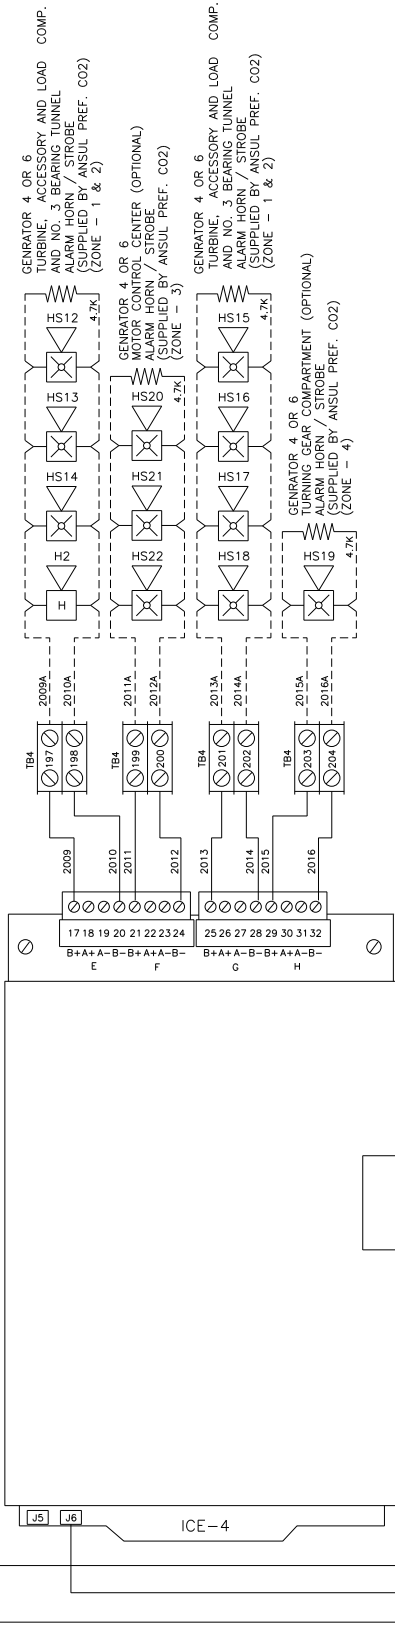 GENRATOR 4 OR 6
TURBINE, ACCESSORY AND LOAD COMP.
AND NO. 3 BEARING TUNNEL
ALARM HORN / STROBE
(SUPPLIED BY ANSUL PREF. CO2)
(ZONE - 1 & 2)
GENRATOR 4 OR 6
MOTOR CONTROL CENTER (OPTIONAL)
ALARM HORN / STROBE
(SUPPLIED BY ANSUL PREF. CO2)
(ZONE - 3)
GENRATOR 4 OR 6
TURBINE, ACCESSORY AND LOAD COMP.
AND NO. 3 BEARING TUNNEL
ALARM HORN / STROBE
(SUPPLIED BY ANSUL PREF. CO2)
(ZONE - 1 & 2)
GENRATOR 4 OR 6
TURNING GEAR COMPARTMENT (OPTIONAL)
ALARM HORN / STROBE
(SUPPLIED BY ANSUL PREF. CO2)
(ZONE - 4)
4.7K
4.7K
4.7K
4.7K
HS12
HS15
HS13
HS20
HS16
HS14
HS21
HS17
H2
HS22
HS18
HS19
H
2009A
2010A
2011A
2012A
2013A
2014A
2015A
2016A
TB4
197
198
TB4
199
200
TB4
201
202
TB4
203
204
2009
2010
2011
2012
2013
2014
2015
2016
17 18 19 20 21 22 23 24
25 26 27 28 29 30 31 32
B+A+A-B-B+A+A-B-
B+A+A-B-B+A+A-B-
E F G H
J5 J6
ICE-4